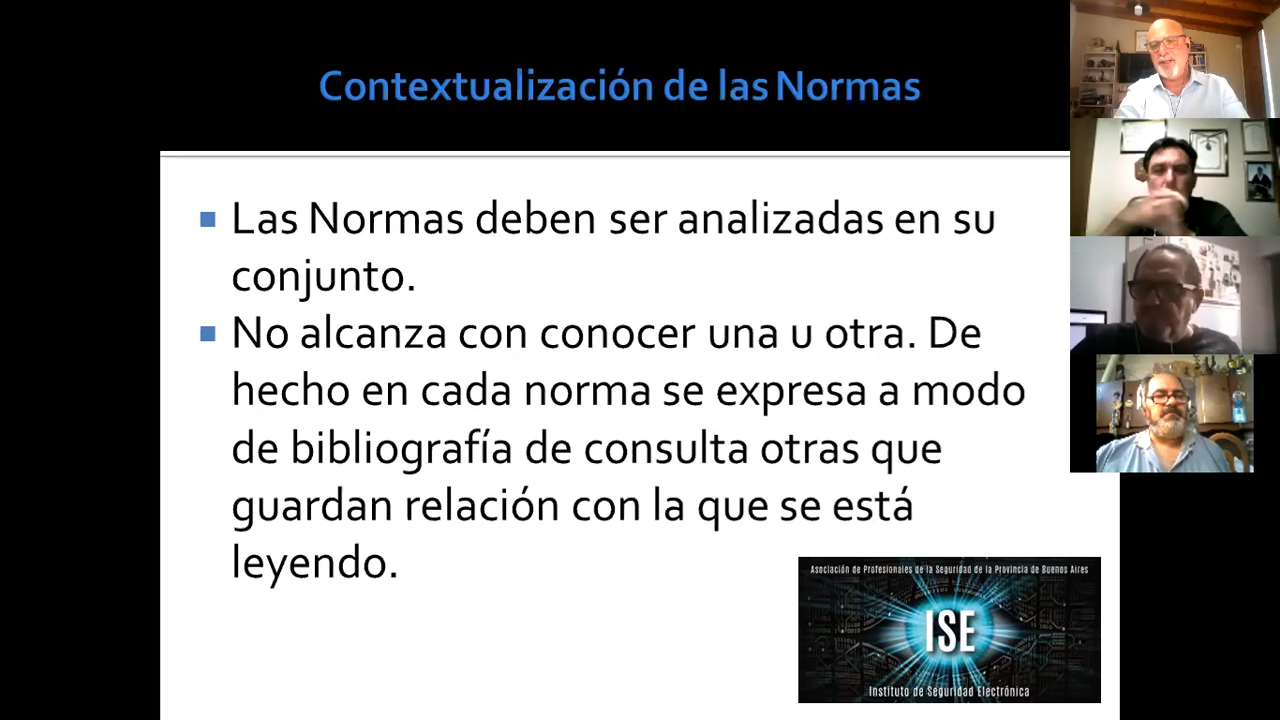 Contextualización de las Normas
Las Normas deben ser analizadas en su
conjunto.
No alcanza con conocer una u otra. De
hecho en cada norma se expresa a modo
de bibliografía de consulta otras que
guardan relación con la que se está
leyendo.
Asociación de Profesionales de la Seguridad de la Provincia de Buenos Aires
ISE
Instituto de Seguridad Electrónica